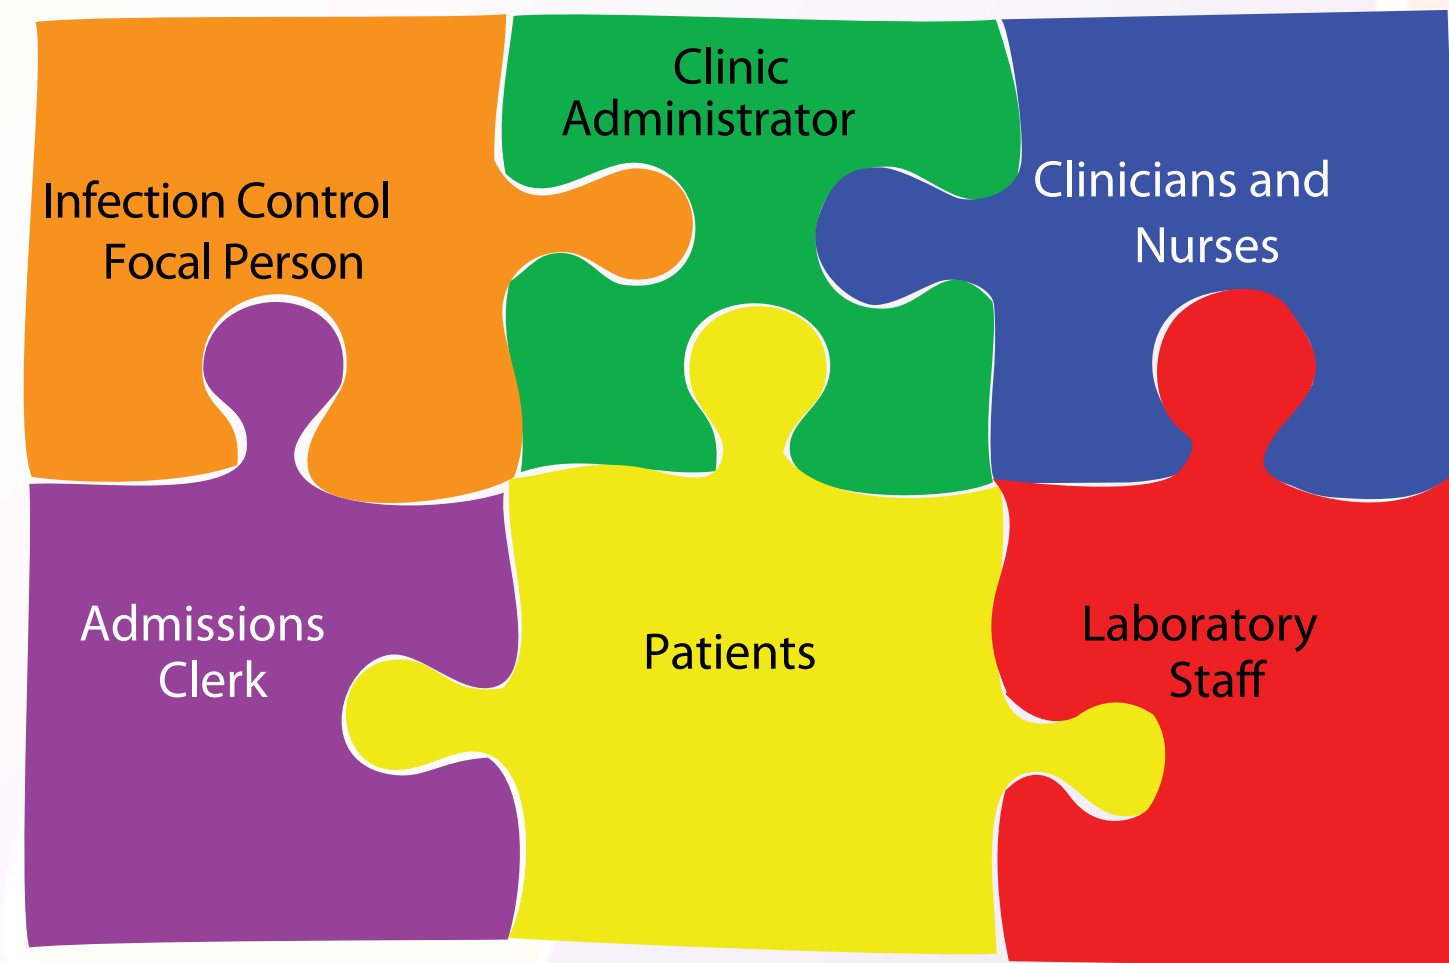 Infection Control
Focal Person
Clinic
Administrator
Clinicians and
Nurses
Admissions
Clerk
Patients
Laboratory
Staff